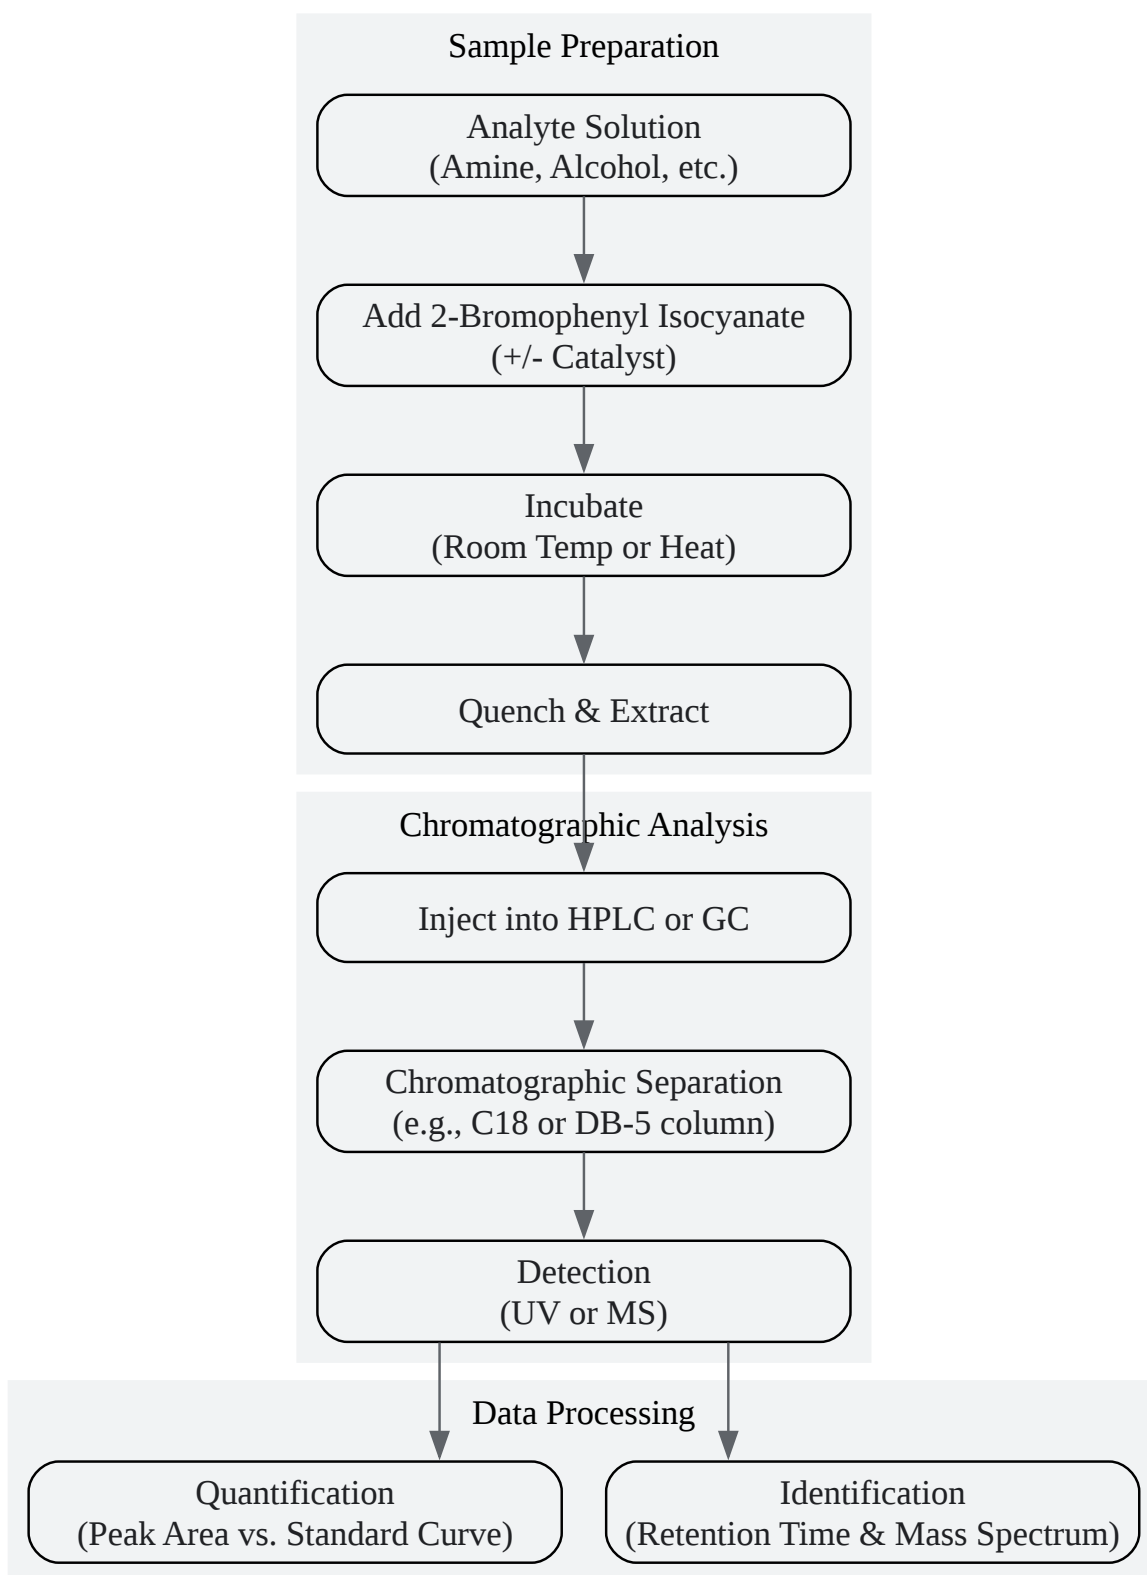 Sample Preparation
Analyte Solution
(Amine, Alcohol, etc.)
Add 2-Bromophenyl Isocyanate
(+/- Catalyst)
Incubate
(Room Temp or Heat)
Quench & Extract
Chromatographic Analysis
Inject into HPLC or GC
Chromatographic Separation
(e.g., C18 or DB-5 column)
Detection
(UV or MS)
Data Processing
Quantification
(Peak Area vs. Standard Curve)
Identification
(Retention Time & Mass Spectrum)